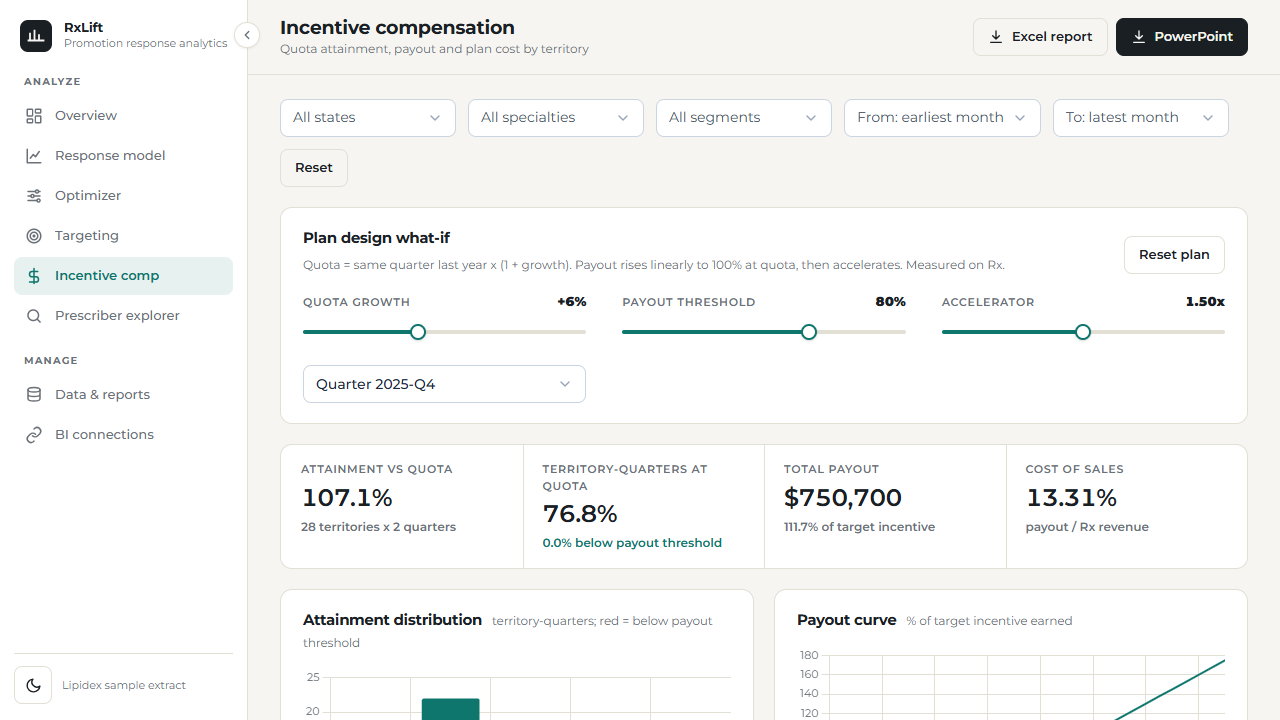 RxLift
Promotion response analytics
ANALYZE
Overview
Response model
Optimizer
Targeting
Incentive comp
Prescriber explorer
MANAGE
Data & reports
BI connections
Lipidex sample extract
Incentive compensation
Quota attainment, payout and plan cost by territory
Excel report
PowerPoint
All states
All specialties
All segments
From: earliest month
To: latest month
Reset
Plan design what-if
Quota = same quarter last year x (1 + growth). Payout rises linearly to 100% at quota, then accelerates. Measured on Rx.
Reset plan
QUOTA GROWTH +6%
PAYOUT THRESHOLD 80%
ACCELERATOR 1.50x
Quarter 2025-Q4
ATTAINMENT VS QUOTA
107.1%
28 territories x 2 quarters
TERRITORY-QUARTERS AT
QUOTA
76.8%
0.0% below payout threshold
TOTAL PAYOUT
$750,700
111.7% of target incentive
COST OF SALES
13.31%
payout / Rx revenue
Attainment distribution territory-quarters; red = below payout
threshold
25
20
Payout curve % of target incentive earned
180
160
140
120